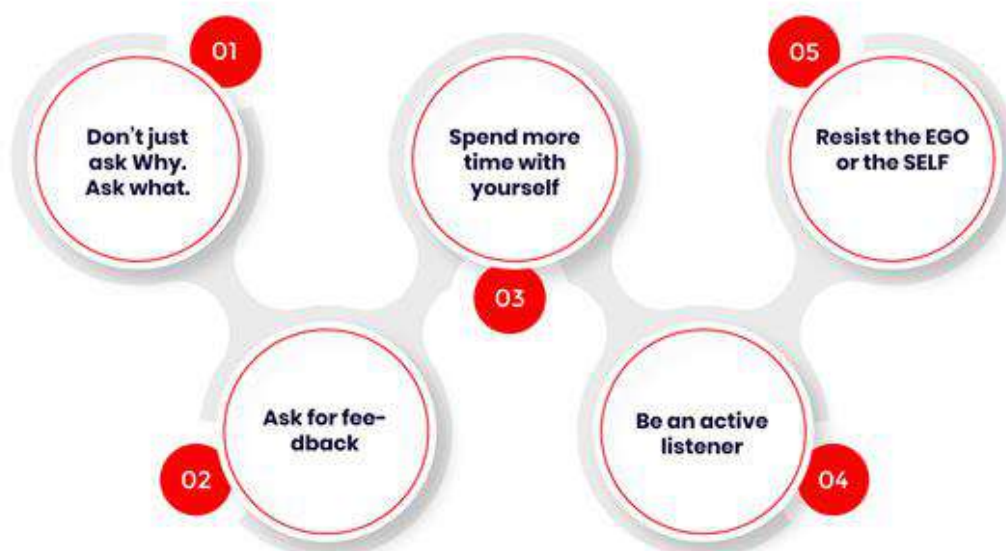 01
Don't just
ask Why.
Ask what.
02
Ask for fee-
dback
03
Spend more
time with
yourself
04
Be an active
listener
05
Resist the EGO
or the SELF